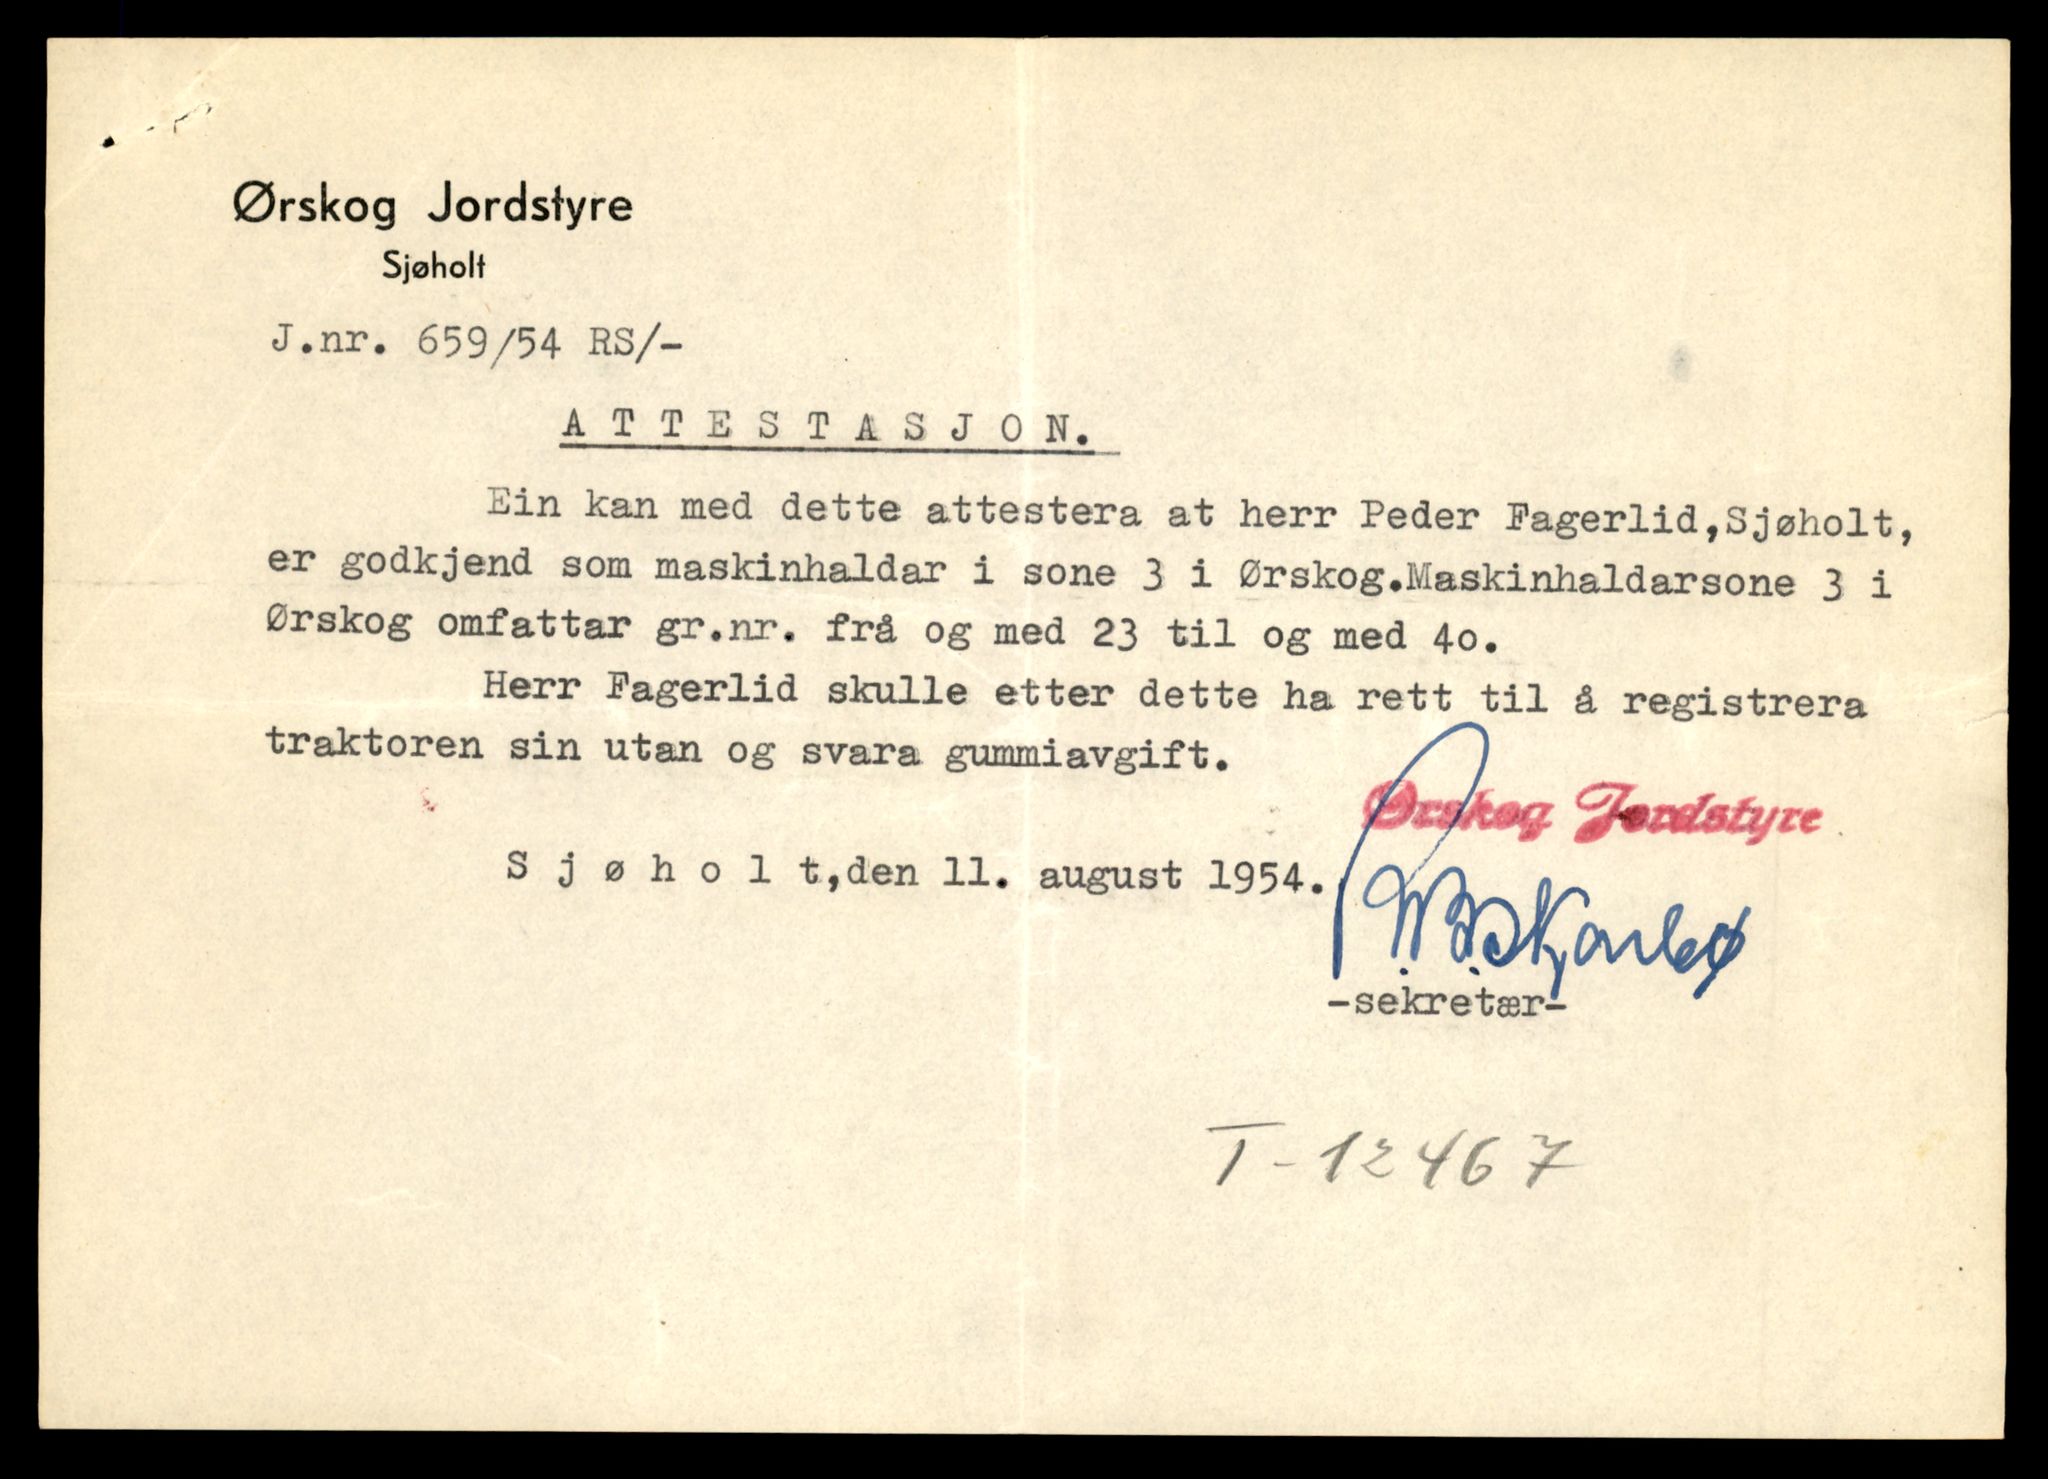 Ørskog Jordstyre
Sjøholt
J.nr. 659/54 RS/-
A T T E S T A S J O N.
Ein kan med dette attestera at herr Peder Fagerlid,Sjøholt,
er godkjend som maskinhaldar i sone 3 i Ørskog.Maskinhaldarsone 3 i
Ørskog omfattar gr.nr. frå og med 23 til og med 4o.
Herr Fagerlid skulle etter dette ha rett til å registrera
traktoren sin utan og svara gummiavgift.
Ørskog Jordstyre
S j ø h o l t,den 11. august 1954.
-sekretær-
T-12467